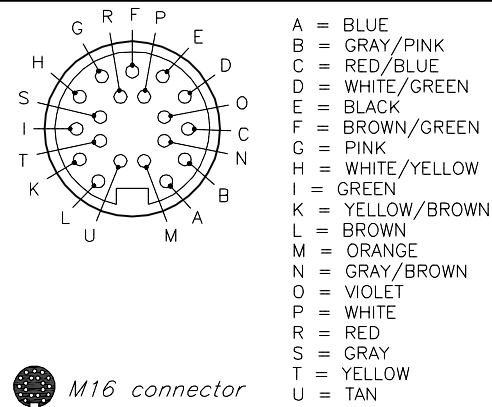 R F P
G E
H D
S O
I C
T N
K B
L A
U M
A = BLUE
B = GRAY/PINK
C = RED/BLUE
D = WHITE/GREEN
E = BLACK
F = BROWN/GREEN
G = PINK
H = WHITE/YELLOW
I = GREEN
K = YELLOW/BROWN
L = BROWN
M = ORANGE
N = GRAY/BROWN
O = VIOLET
P = WHITE
R = RED
S = GRAY
T = YELLOW
U = TAN
M16 connector